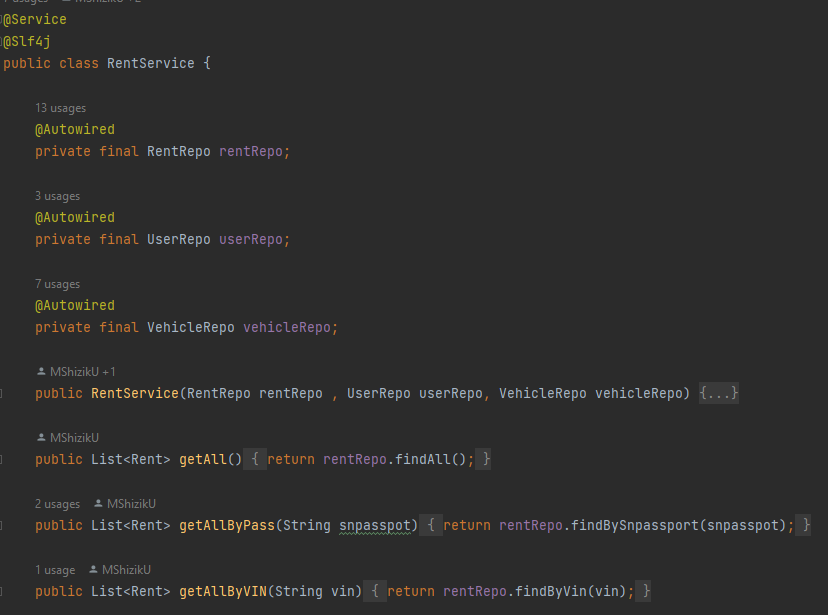 @Service
@Slf4j
public class RentService {
13 usages
@Autowired
private final RentRepo rentRepo;
3 usages
@Autowired
private final UserRepo userRepo;
7 usages
@Autowired
private final VehicleRepo vehicleRepo;
MShizikU +1
public RentService(RentRepo rentRepo , UserRepo userRepo, VehicleRepo vehicleRepo) {...}
MShizikU
public List<Rent> getAll() { return rentRepo.findAll(); }
2 usages MShizikU
public List<Rent> getAllByPass(String snpasspot) { return rentRepo.findBySnpassport(snpasspot); }
1 usage MShizikU
public List<Rent> getAllByVIN(String vin) { return rentRepo.findByVin(vin); }